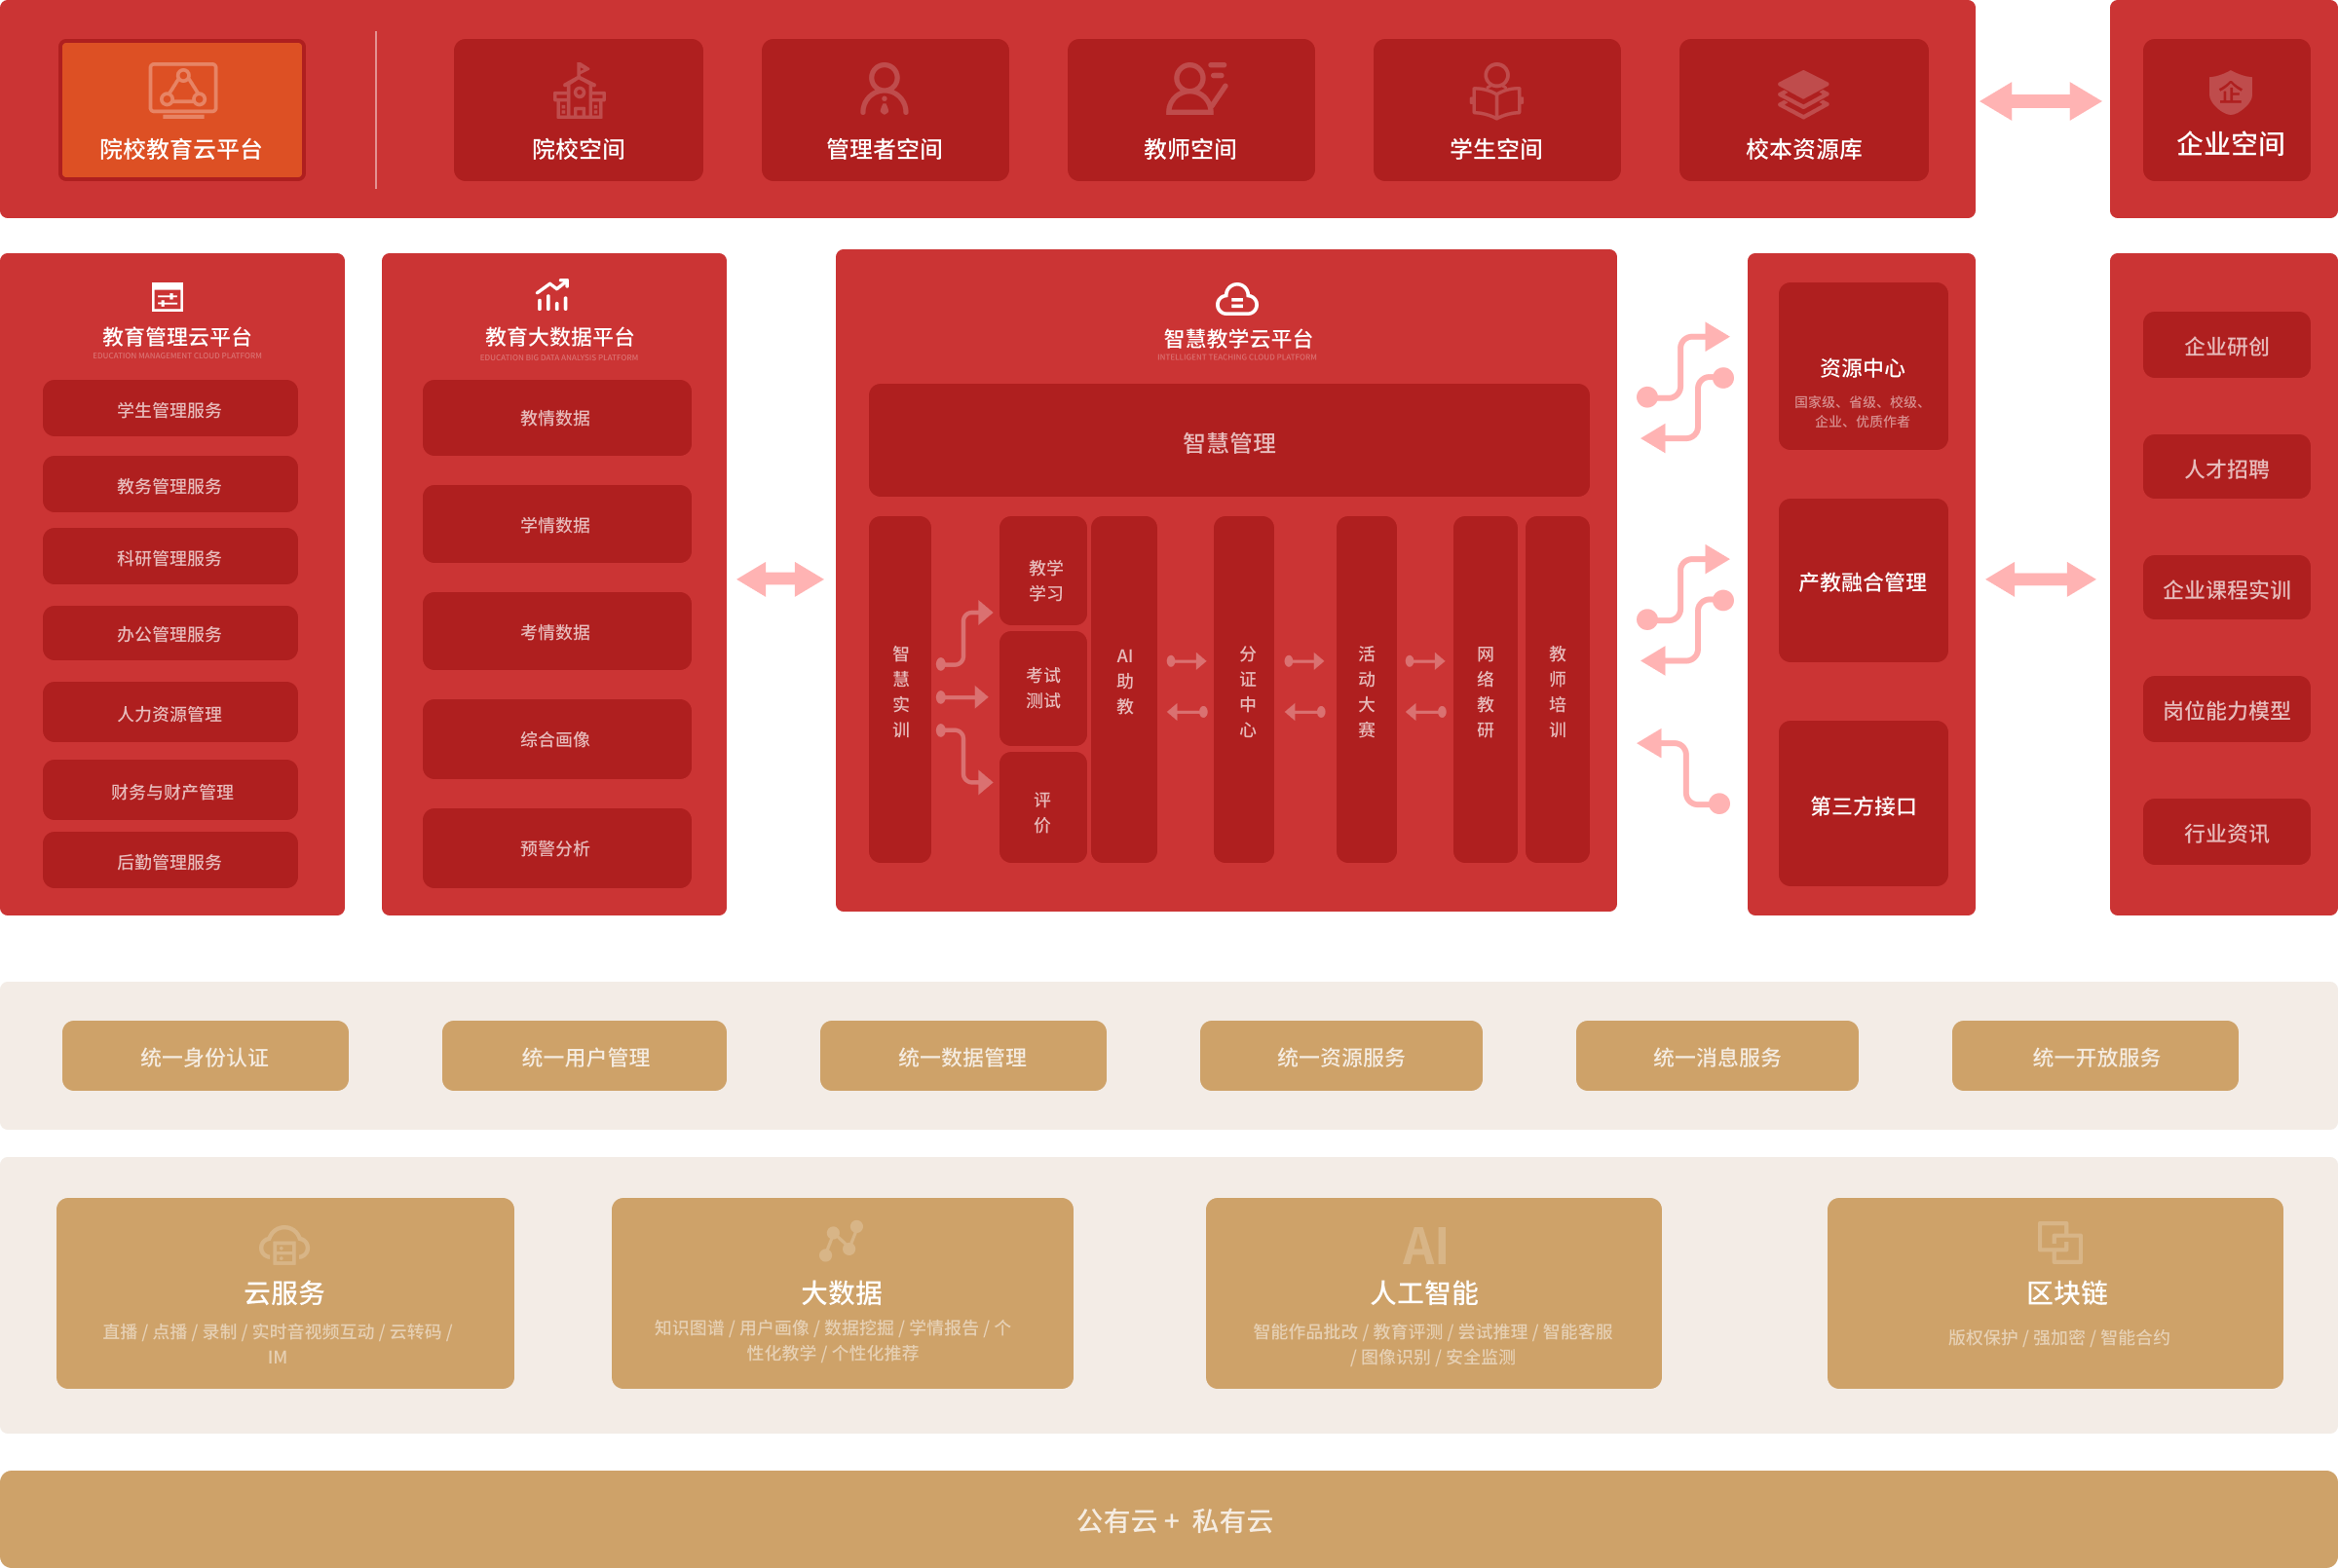 院校教育云平台
院校空间
管理者空间
教师空间
学生空间
校本资源库
企
企业空间
教育管理云平台
EDUCATION MANAGEMENT CLOUD PLATFORM
学生管理服务
教务管理服务
科研管理服务
办公管理服务
人力资源管理
财务与财产管理
后勤管理服务
教育大数据平台
EDUCATION BIG DATA ANALYSIS PLATFORM
教情数据
学情数据
考情数据
综合画像
预警分析
智慧教学云平台
INTELLIGENT TEACHING CLOUD PLATFORM
智慧管理
智
慧
实
训
教学
学习
考试
测试
评
价
AI
助
教
分
证
中
心
活
动
大
赛
网
络
教
研
教
师
培
训
资源中心
国家级、省级、校级、
企业、优质作者
产教融合管理
第三方接口
企业研创
人才招聘
企业课程实训
岗位能力模型
行业资讯
统一身份认证
统一用户管理
统一数据管理
统一资源服务
统一消息服务
统一开放服务
云服务
直播 / 点播 / 录制 / 实时音视频互动 / 云转码 /
IM
大数据
知识图谱 / 用户画像 / 数据挖掘 / 学情报告 / 个
性化教学 / 个性化推荐
AI
人工智能
智能作品批改 / 教育评测 / 尝试推理 / 智能客服
/ 图像识别 / 安全监测
区块链
版权保护 / 强加密 / 智能合约
公有云 + 私有云